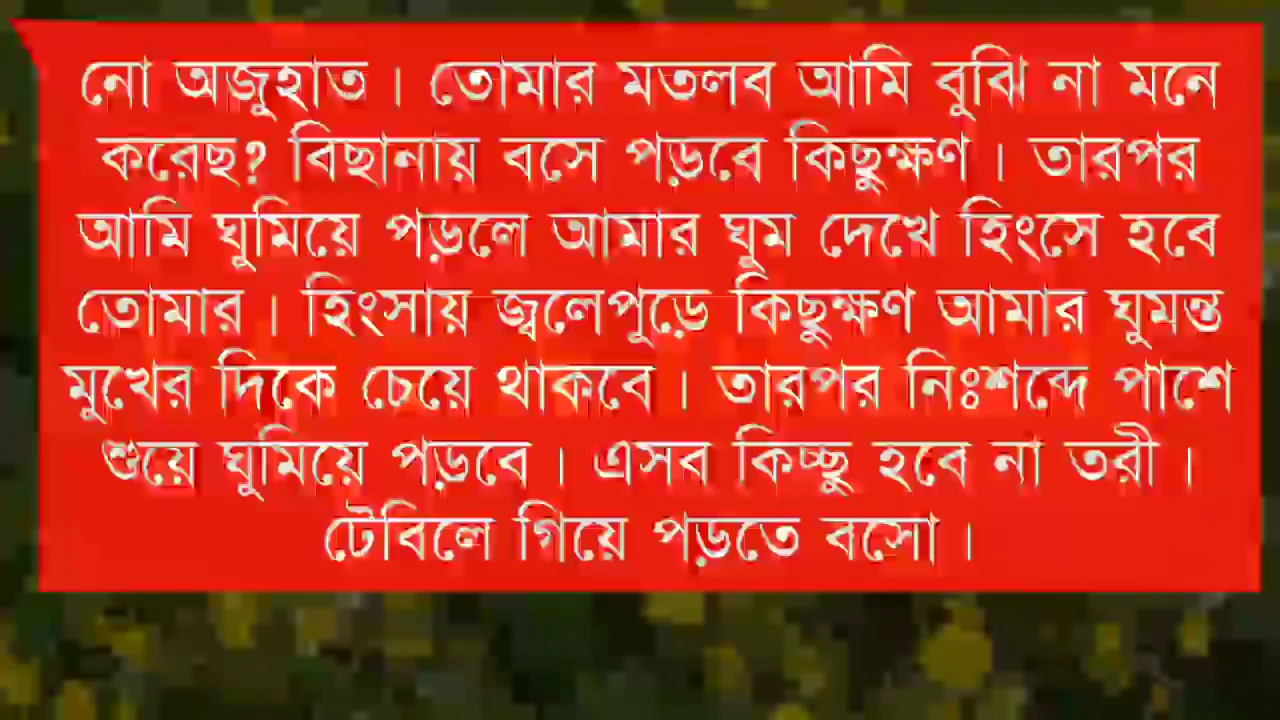 নো অজুহাত। তোমার মতলব আমি বুঝি না মনে
করেছ? বিছানায় বসে পড়বে কিছুক্ষণ। তারপর
আমি ঘুমিয়ে পড়লে আমার ঘুম দেখে হিংসে হবে
তোমার। হিংসায় জ্বলেপূড়ে কিছুক্ষণ আমার ঘুমন্ত
মুখের দিকে চেয়ে থাকবে। তারপর নিঃশব্দে পাশে
শুয়ে ঘুমিয়ে পড়বে। এসব কিচ্ছু হবে না তরী।
টেবিলে গিয়ে পড়তে বসো।